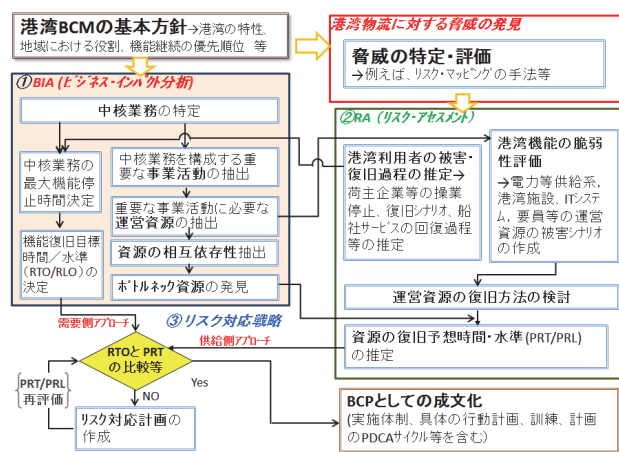 港湾BCMの基本方針→港湾の特性、
地域における役割、機能継続の優先順位 等
港湾物流に対する脅威の発見
脅威の特定・評価
→例えば、リスク・マッピングの手法等
①BIA (ビジネス・インパクト分析)
中核業務の特定
中核業務の
最大機能停
止時間決定
中核業務を構成する重
要な事業活動の抽出
重要な事業活動に必要な
運営資源の抽出
機能復旧目標
時間／水準
(RTO/RLO)の
決定
資源の相互依存性抽出
ボトルネック資源の発見
②RA (リスク・アセスメント)
港湾利用者の被害・
復旧過程の推定→
荷主企業等の操業
停止、復旧シナリオ、船
社サービスの回復過程
等の推定
港湾機能の脆弱
性評価
→電力等供給系,
港湾施設、ITシステ
ム, 要員等の運営
資源の被害シナリオ
の作成
運営資源の復旧方法の検討
資源の復旧予想時間・水準(PRT/PRL)
の推定
需要側アプローチ
③リスク対応戦略
供給側アプローチ
RTOとPRT
の比較等
PRT/PRL
再評価
Yes
NO
リスク対応計画の
作成
BCPとしての成文化
(実施体制、具体の行動計画、訓練、計画
のPDCAサイクル等を含む)